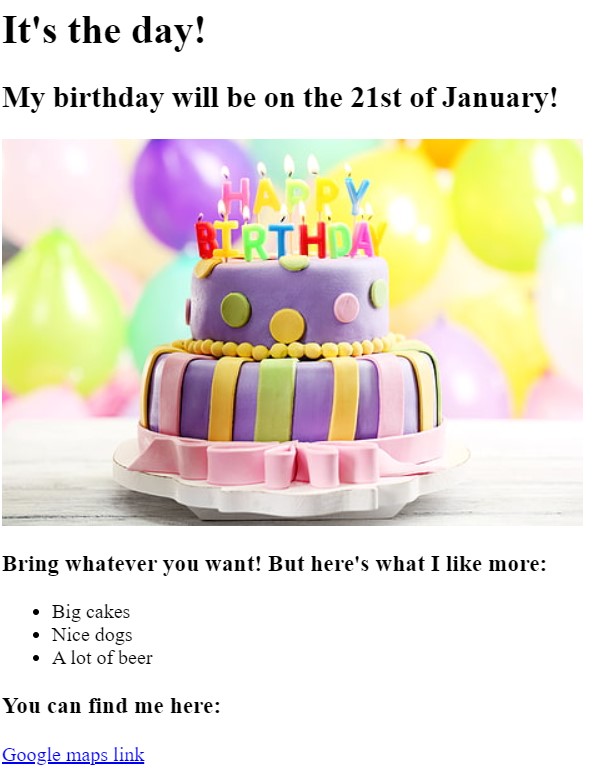 It's the day!
My birthday will be on the 21st of January!
HAPPY
BIRTHDAY
Bring whatever you want! But here's what I like more:
Big cakes
Nice dogs
A lot of beer
You can find me here:
Google maps link